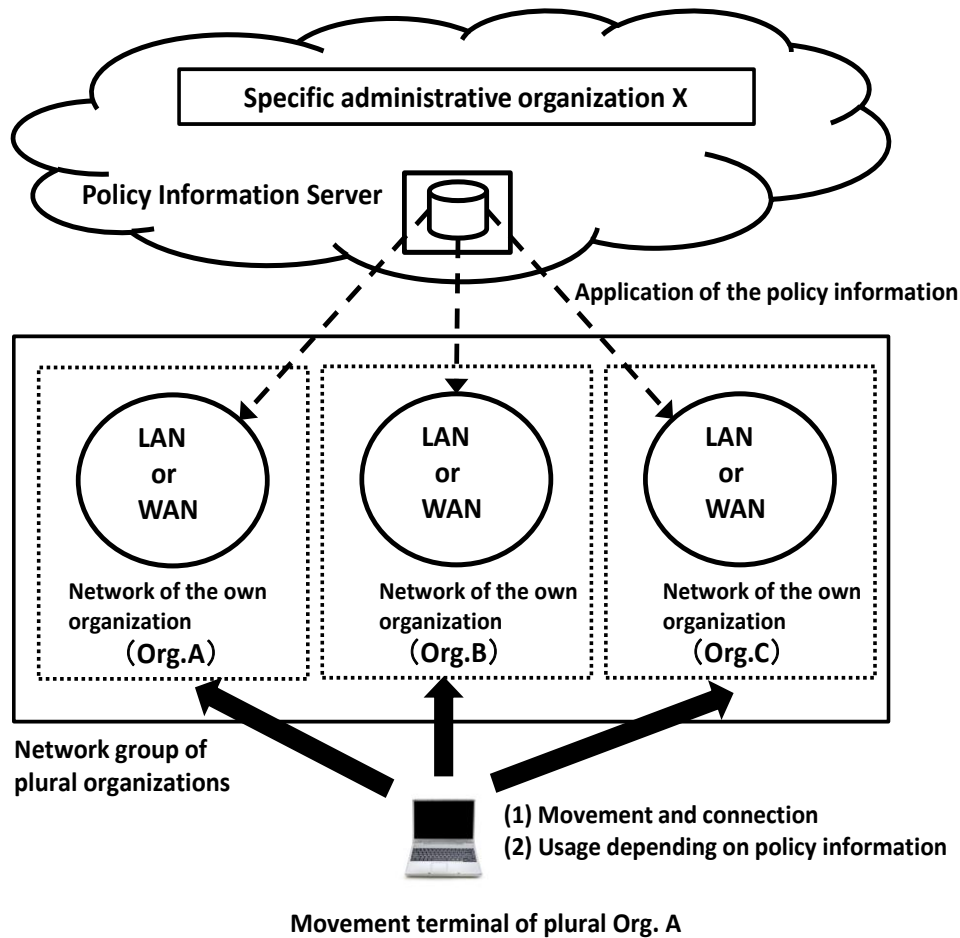 Specific administrative organization X
Policy Information Server
Application of the policy information
LAN
or
WAN
LAN
or
WAN
LAN
or
WAN
Network of the own
organization
（Org.A）
Network of the own
organization
（Org.B）
Network of the own
organization
（Org.C）
Network group of
plural organizations
(1) Movement and connection
(2) Usage depending on policy information
Movement terminal of plural Org. A